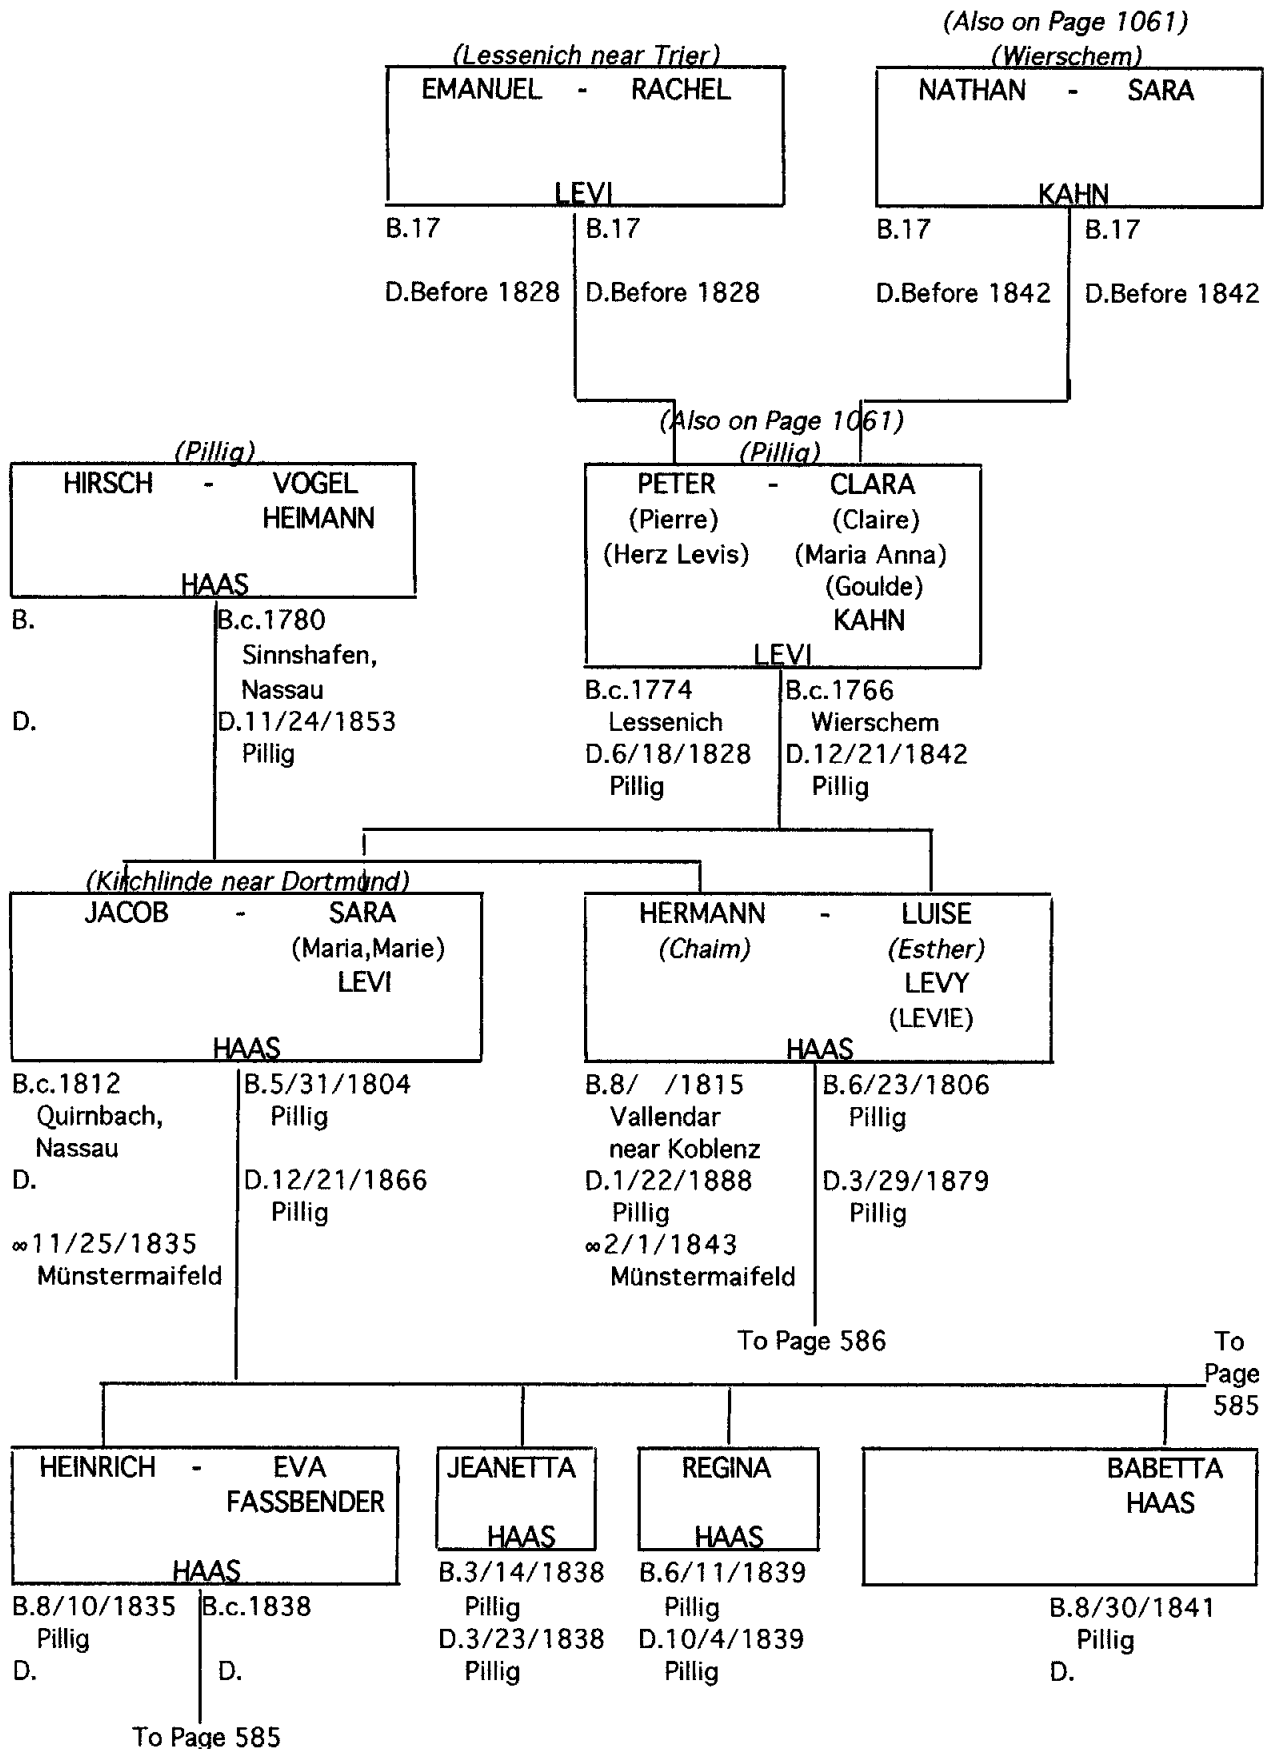 (Also on Page 1061)
(Lessenich near Trier)
(Wierschem)
EMANUEL - RACHEL
LEVI
NATHAN - SARA
KAHN
B.17
B.17
D.Before 1828
D.Before 1828
B.17
B.17
D.Before 1842
D.Before 1842
(Also on Page 1061)
(Pillig)
(Pillig)
HIRSCH - VOGEL
HEIMANN
HAAS
B.
B.c.1780
Sinnshafen,
Nassau
D.
D.11/24/1853
Pillig
PETER - CLARA
(Pierre) (Claire)
(Herz Levis) (Maria Anna)
(Goulde)
KAHN
LEVI
B.c.1774
Lessenich
D.6/18/1828
Pillig
B.c.1766
Wierschem
D.12/21/1842
Pillig
(Kirchlinde near Dortmund)
JACOB - SARA
(Maria,Marie)
LEVI
HAAS
B.c.1812
Quirnbach,
Nassau
D.
∞11/25/1835
Münstermaifeld
B.5/31/1804
Pillig
D.12/21/1866
Pillig
HERMANN - LUISE
(Chaim) (Esther)
LEVY
(LEVIE)
HAAS
B.8/ /1815
Vallendar
near Koblenz
D.1/22/1888
Pillig
∞2/1/1843
Münstermaifeld
B.6/23/1806
Pillig
D.3/29/1879
Pillig
To Page 586
To
Page
585
HEINRICH - EVA
FASSBENDER
HAAS
B.8/10/1835
Pillig
D.
B.c.1838
D.
To Page 585
JEANETTA
HAAS
B.3/14/1838
Pillig
D.3/23/1838
Pillig
REGINA
HAAS
B.6/11/1839
Pillig
D.10/4/1839
Pillig
BABETTA
HAAS
B.8/30/1841
Pillig
D.